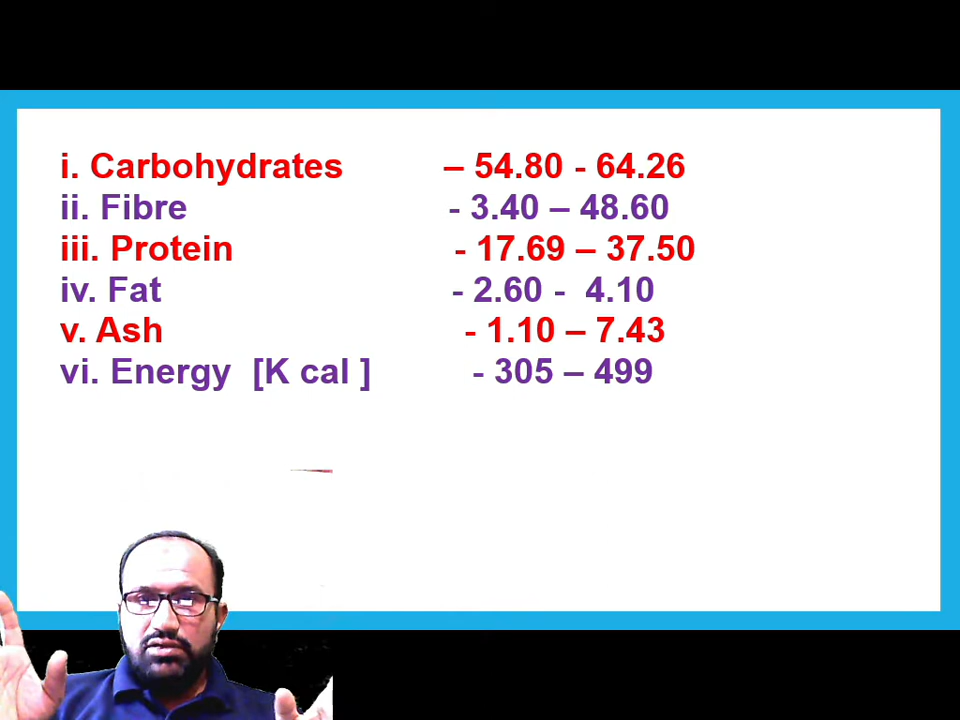 i. Carbohydrates – 54.80 - 64.26
ii. Fibre - 3.40 – 48.60
iii. Protein - 17.69 – 37.50
iv. Fat - 2.60 - 4.10
v. Ash - 1.10 – 7.43
vi. Energy [K cal ] - 305 – 499